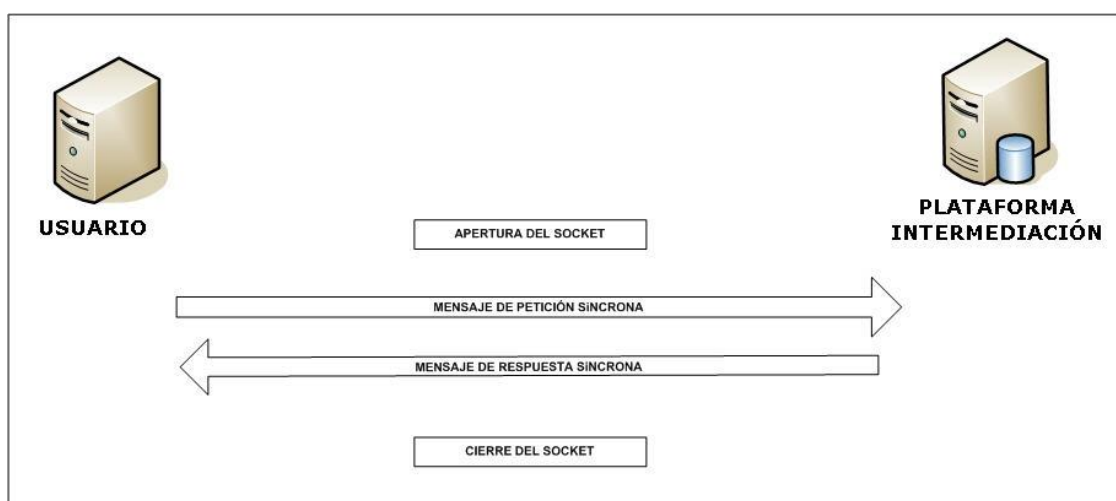 USUARIO
PLATAFORMA
INTERMEDIACIÓN
APERTURA DEL SOCKET
MENSAJE DE PETICIÓN SíNCRONA
MENSAJE DE RESPUESTA SíNCRONA
CIERRE DEL SOCKET